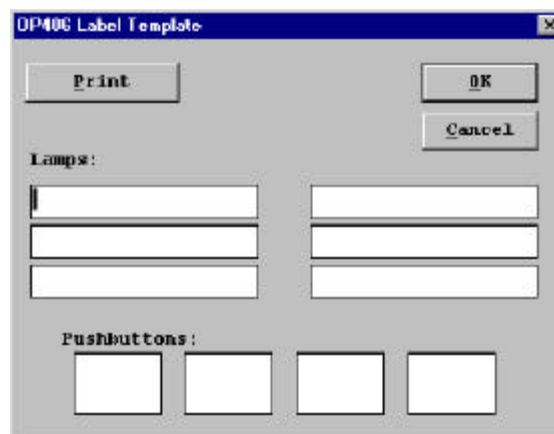 OP406 Label Template
Print
OK
Cancel
Lamps:
Pushbuttons: